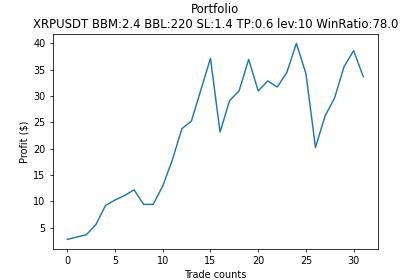 Portfolio
XRPUSDT BBM:2.4 BBL:220 SL:1.4 TP:0.6 lev:10 WinRatio:78.0
40
35
30
25
20
15
10
5
Profit ($)
0 5 10 15 20 25 30
Trade counts